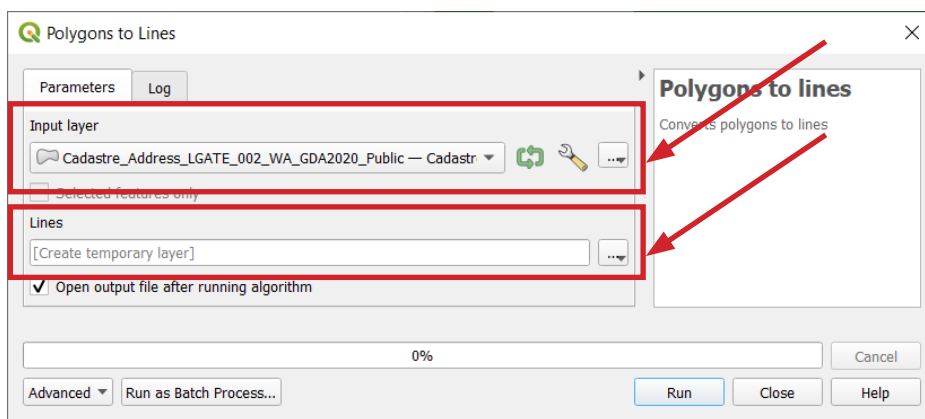 Polygons to Lines
Parameters
Log
Input layer
Cadastre_Address_LGATE_002_WA_GDA2020_Public — Cadastr
...
Selected features only
Lines
[Create temporary layer]
...
Open output file after running algorithm
Polygons to lines
Converts polygons to lines
0%
Cancel
Advanced
Run as Batch Process...
Run
Close
Help